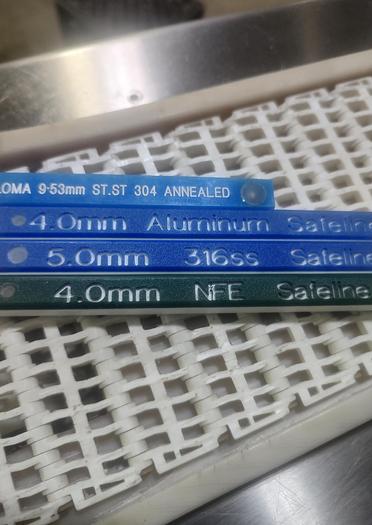 LOMA 9·53mm ST.ST 304 ANNEALED
4.0mm Aluminum Safeline
5.0mm 316ss Safeline
4.0mm NFE Safeline